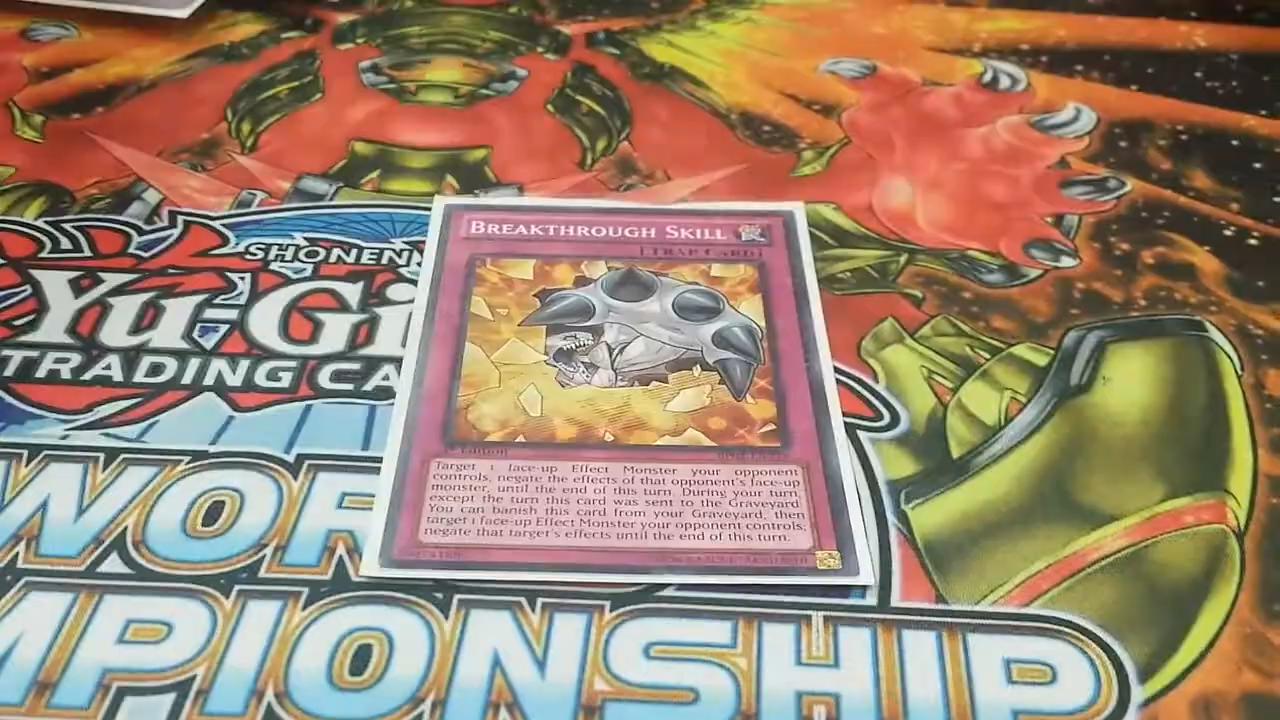 BREAKTHROUGH SKILL
[TRAP CARD]
SHONEN
Yu-Gi
TRADING CA
Edition
Target 1 face-up Effect Monster your opponent
controls; negate the effects of that opponent's face-up
monster, until the end of this turn. During your turn,
except the turn this card was sent to the Graveyard:
You can banish this card from your Graveyard, then
target 1 face-up Effect Monster your opponent controls;
negate that target's effects until the end of this turn.
WOR
MPIONSHIP